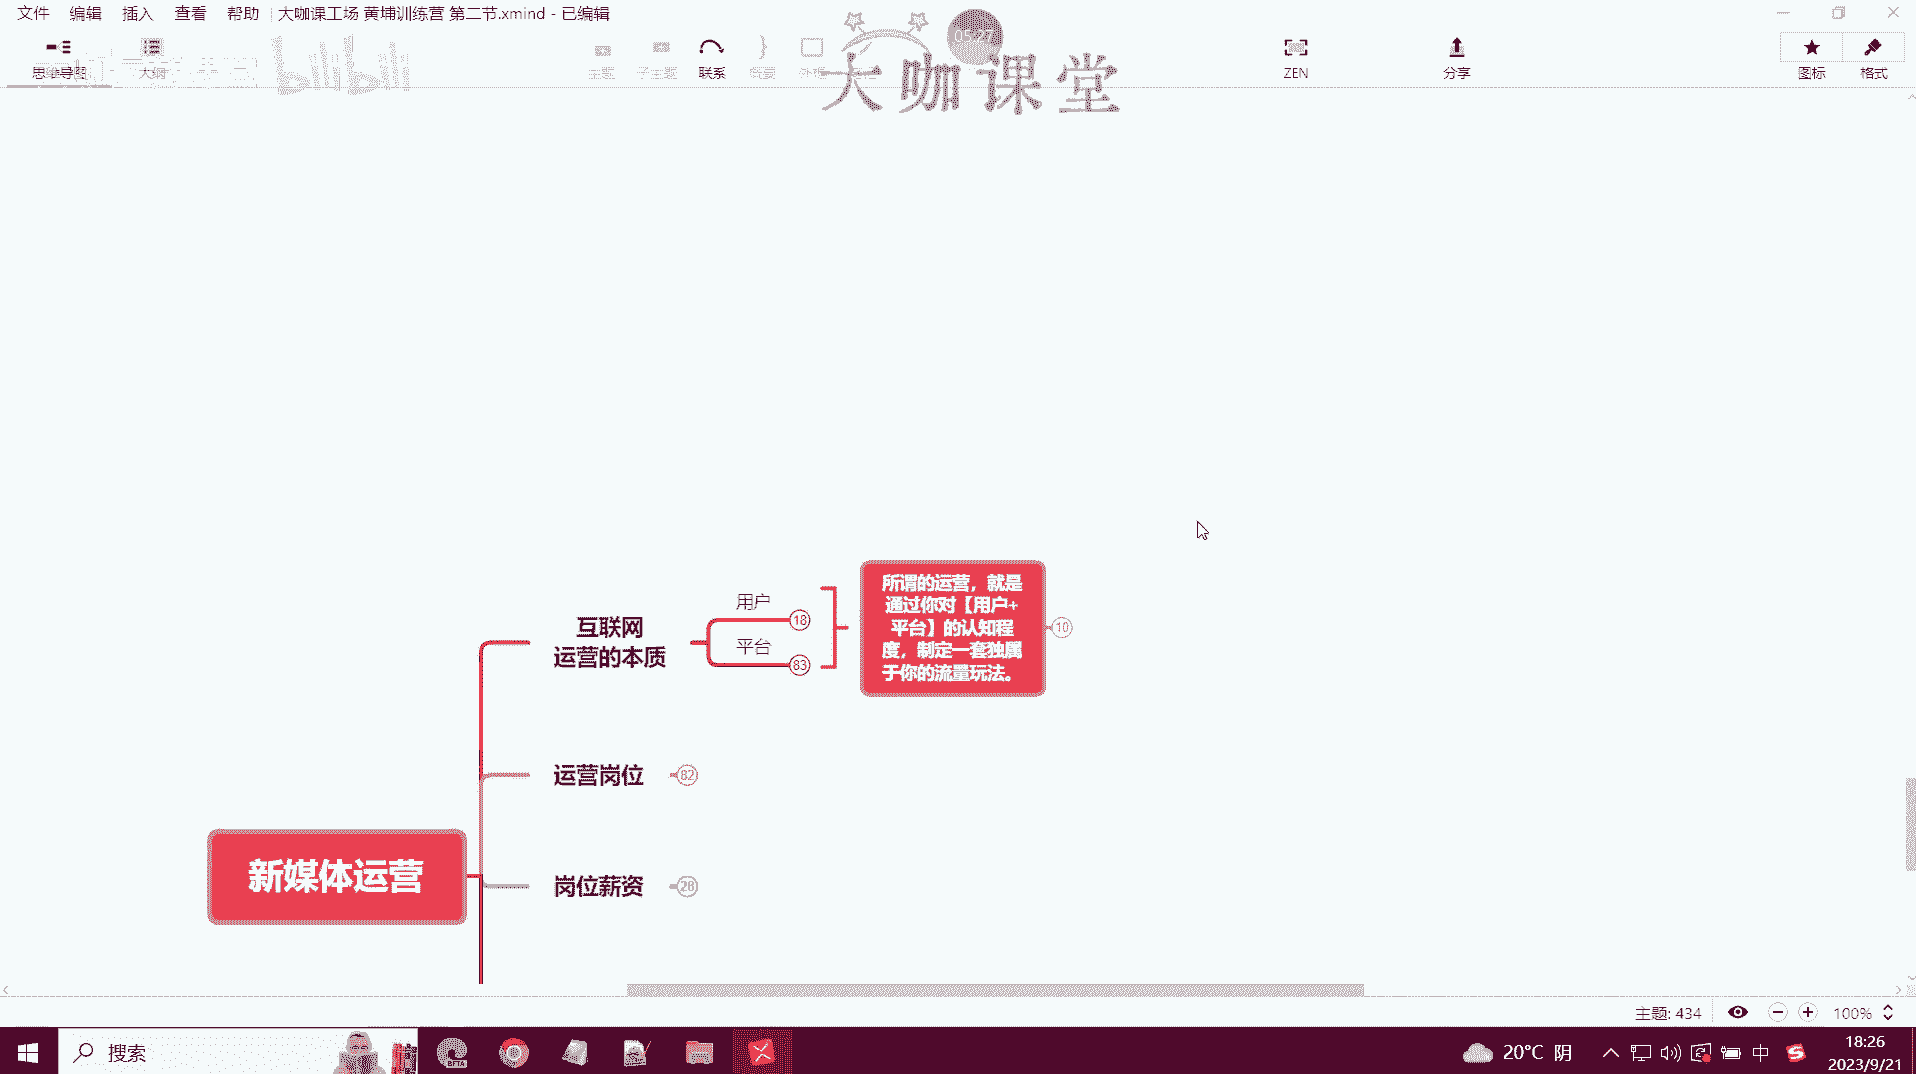 文件 编辑 插入 查看 帮助 大咖课工场 黄埔训练营 第二节.xmind - 已编辑
05:27
思维导图 大纲 主题 子主题 联系 概要 外框 ZEN 分享 图标 格式
bilibili
大咖课堂
用户
18
平台
83
互联网
运营的本质
所谓的运营，就是
通过你对【用户+
平台】的认知程
度，制定一套独属
于你的流量玩法。
10
运营岗位
82
新媒体运营
岗位薪资
28
主题: 434 100%
搜索
BETA
20°C 阴
中
18:26
2023/9/21